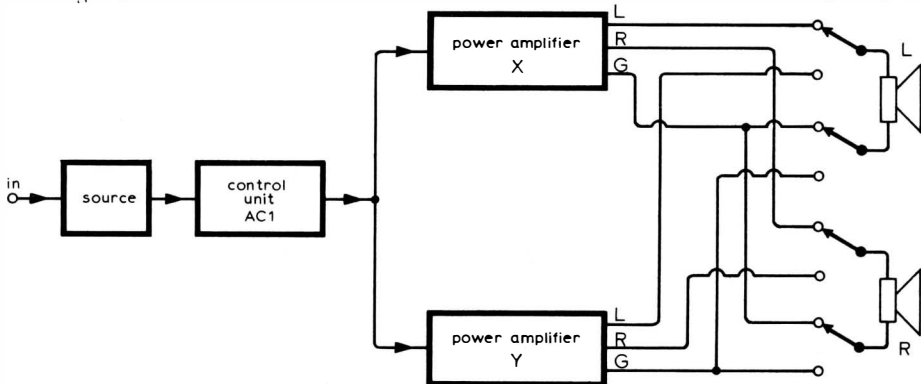 L
power amplifier
X
R
G
L
in
source
control
unit
AC1
power amplifier
Y
L
R
G
R